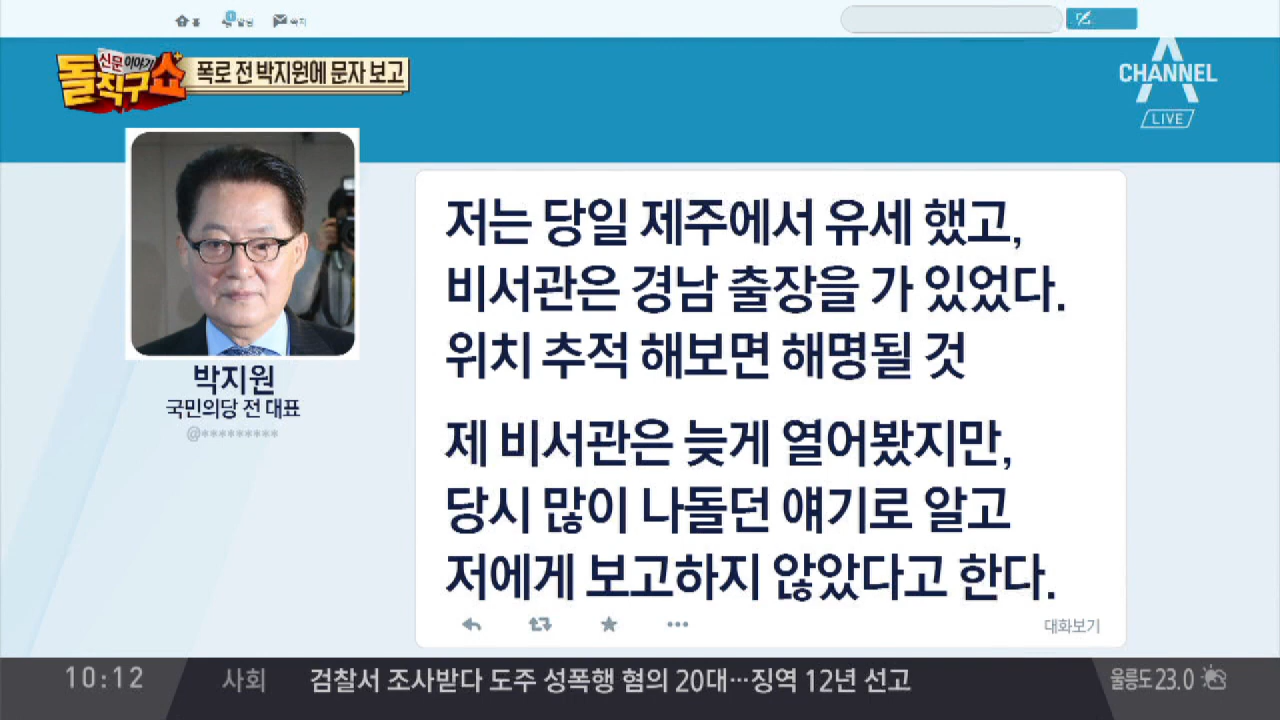 홈 알림 쪽지
CHANNEL A
LIVE
신문이야기
돌직구쇼+
폭로 전 박지원에 문자 보고
박지원
국민의당 전 대표
@*********
저는 당일 제주에서 유세 했고,
비서관은 경남 출장을 가 있었다.
위치 추적 해보면 해명될 것
제 비서관은 늦게 열어봤지만,
당시 많이 나돌던 얘기로 알고
저에게 보고하지 않았다고 한다.
대화보기
10:12 사회 검찰서 조사받다 도주 성폭행 혐의 20대…징역 12년 선고 울릉도 23.0